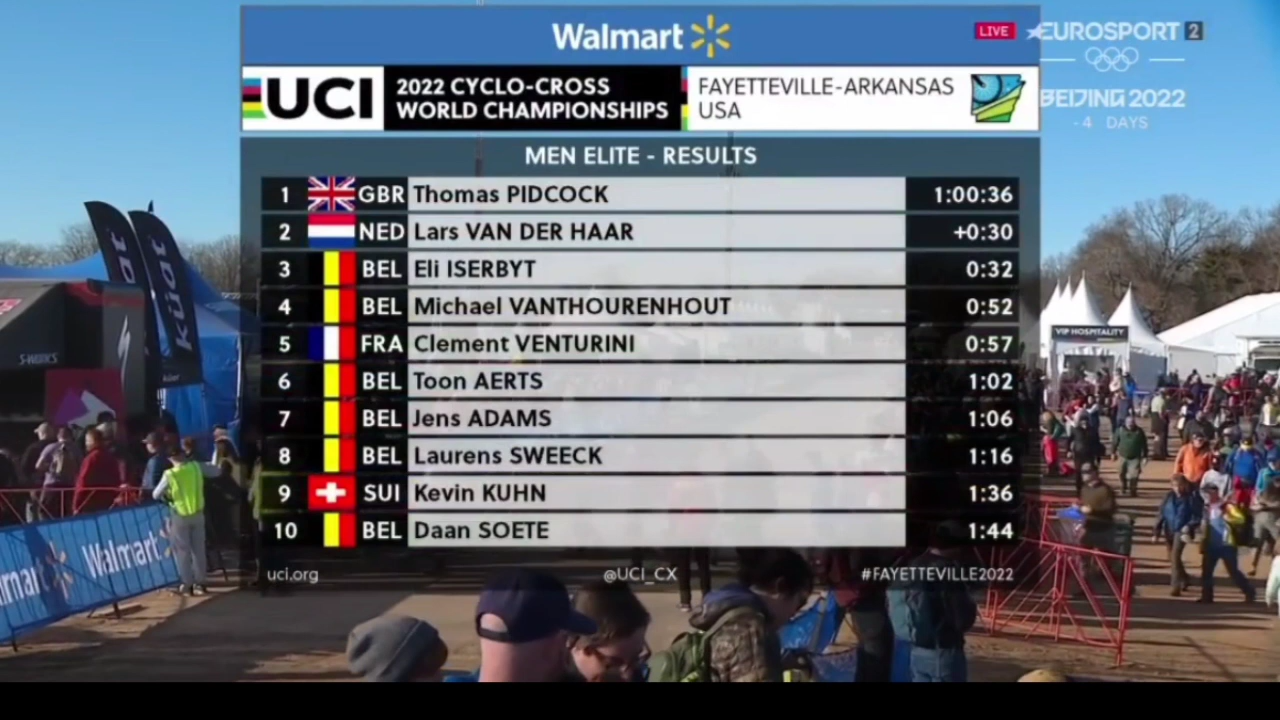 Walmart
LIVE
EUROSPORT 2
BEIJING 2022
- 4 DAYS
UCI
2022 CYCLO-CROSS
WORLD CHAMPIONSHIPS
FAYETTEVILLE-ARKANSAS
USA
MEN ELITE - RESULTS
1 GBR Thomas PIDCOCK 1:00:36
2 NED Lars VAN DER HAAR +0:30
3 BEL Eli ISERBYT 0:32
4 BEL Michael VANTHOURENHOUT 0:52
5 FRA Clement VENTURINI 0:57
6 BEL Toon AERTS 1:02
7 BEL Jens ADAMS 1:06
8 BEL Laurens SWEECK 1:16
9 SUI Kevin KUHN 1:36
10 BEL Daan SOETE 1:44
uci.org @UCI_CX #FAYETTEVILLE2022
KÜAT
S-WORKS
VIP HOSPITALITY
Walmart